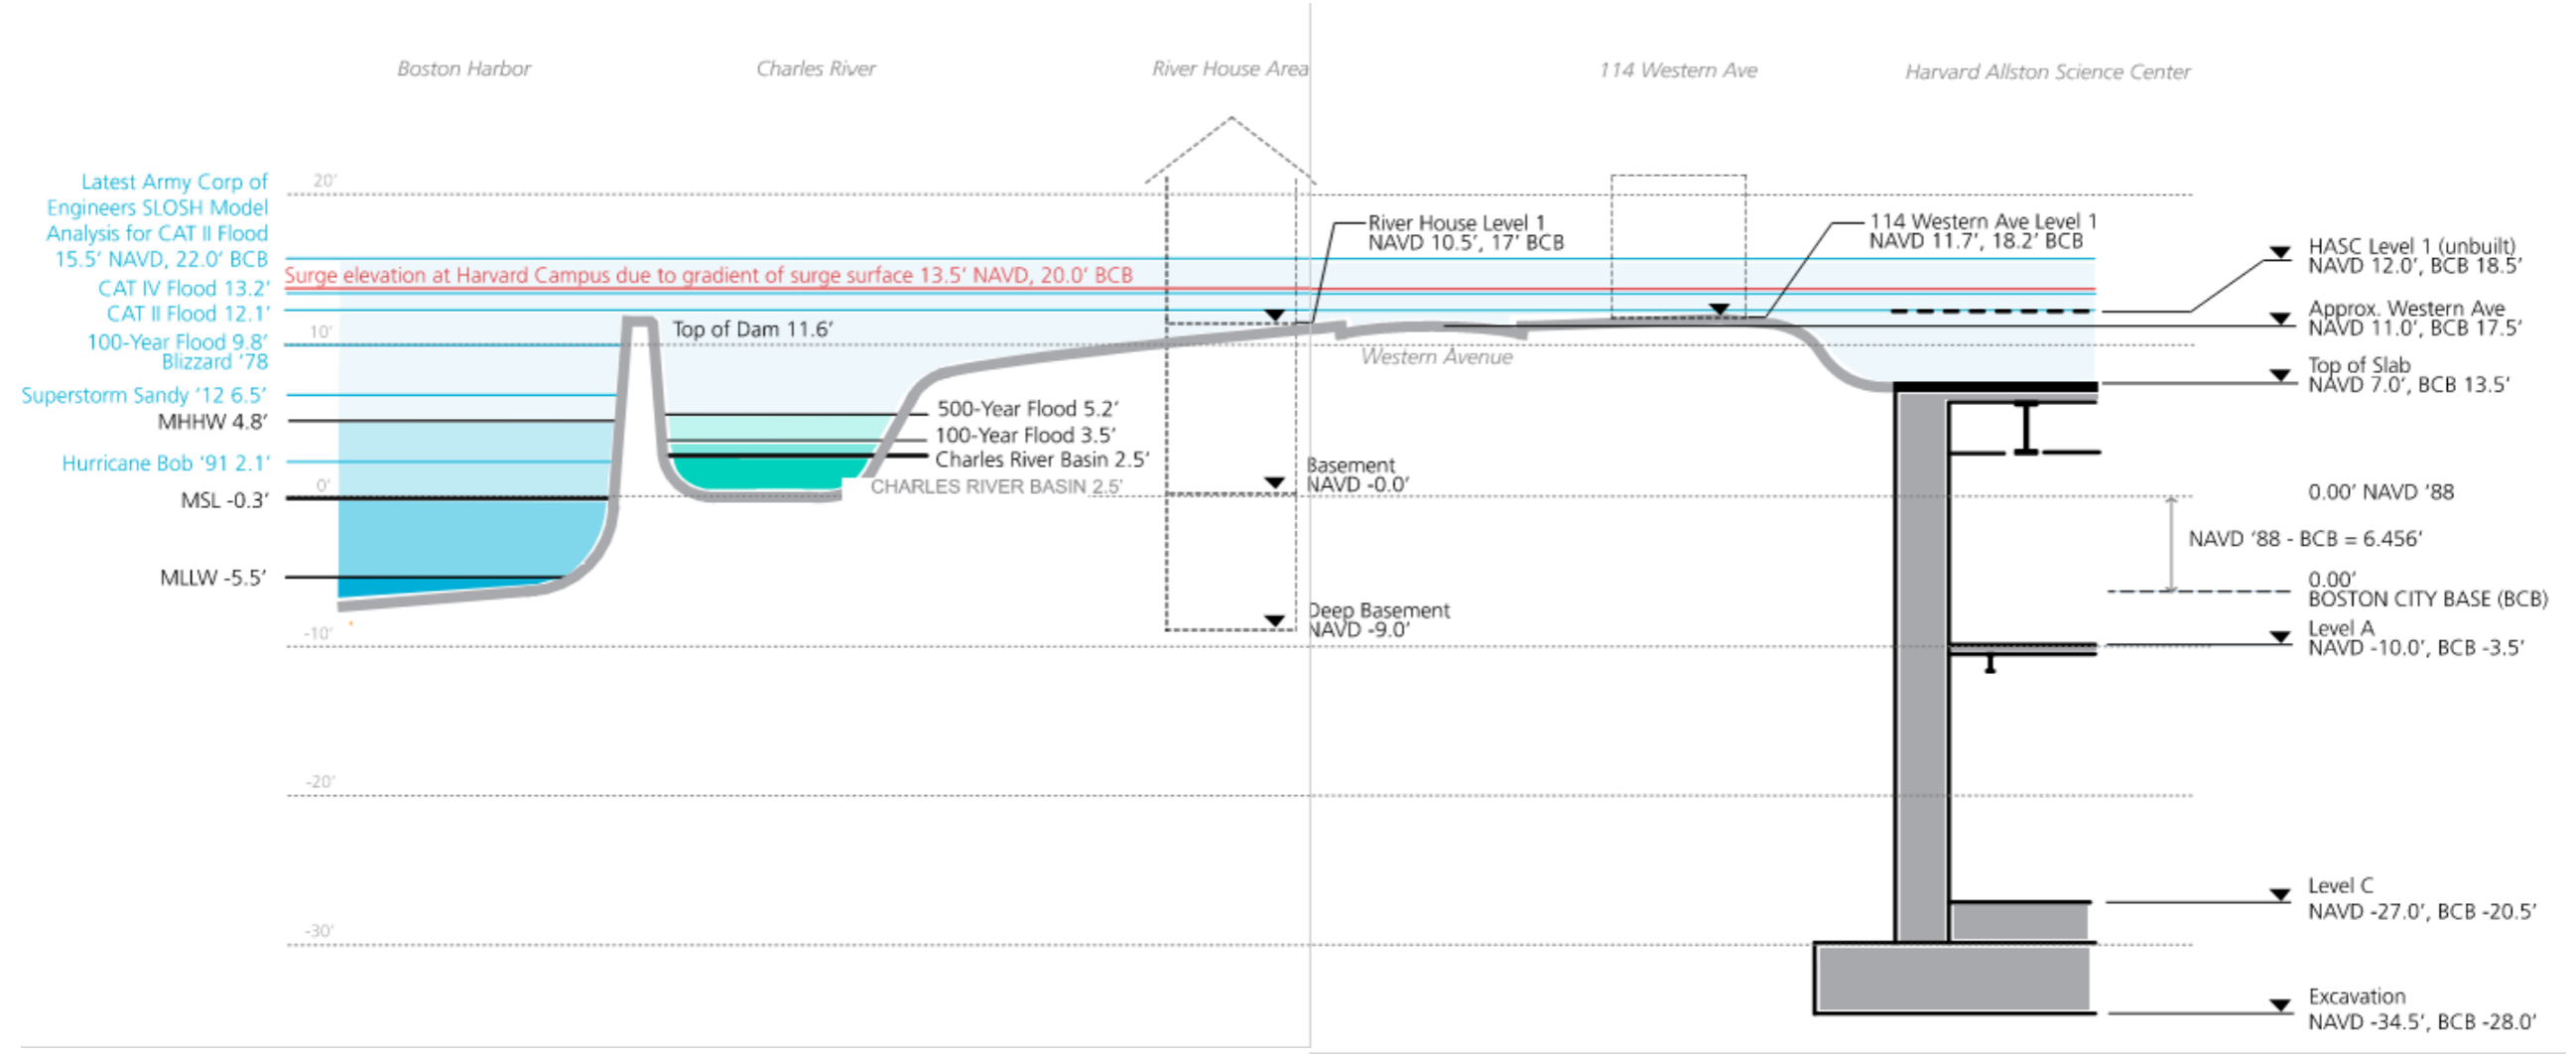 Boston Harbor
Charles River
River House Area
114 Western Ave
Harvard Allston Science Center
Latest Army Corp of
Engineers SLOSH Model
Analysis for CAT II Flood
15.5’ NAVD, 22.0’ BCB
CAT IV Flood 13.2’
CAT II Flood 12.1’
100-Year Flood 9.8’
Blizzard ‘78
Superstorm Sandy ‘12 6.5’
MHHW 4.8’
Hurricane Bob ‘91 2.1’
MSL -0.3’
MLLW -5.5’
20’
10’
0’
-10’
-20’
-30’
Surge elevation at Harvard Campus due to gradient of surge surface 13.5’ NAVD, 20.0’ BCB
Top of Dam 11.6’
500-Year Flood 5.2’
100-Year Flood 3.5’
Charles River Basin 2.5’
CHARLES RIVER BASIN 2.5’
River House Level 1
NAVD 10.5’, 17’ BCB
Western Avenue
Basement
NAVD -0.0’
Deep Basement
NAVD -9.0’
114 Western Ave Level 1
NAVD 11.7’, 18.2’ BCB
HASC Level 1 (unbuilt)
NAVD 12.0’, BCB 18.5’
Approx. Western Ave
NAVD 11.0’, BCB 17.5’
Top of Slab
NAVD 7.0’, BCB 13.5’
0.00’ NAVD ‘88
NAVD ‘88 - BCB = 6.456’
0.00’
BOSTON CITY BASE (BCB)
Level A
NAVD -10.0’, BCB -3.5’
Level C
NAVD -27.0’, BCB -20.5’
Excavation
NAVD -34.5’, BCB -28.0’